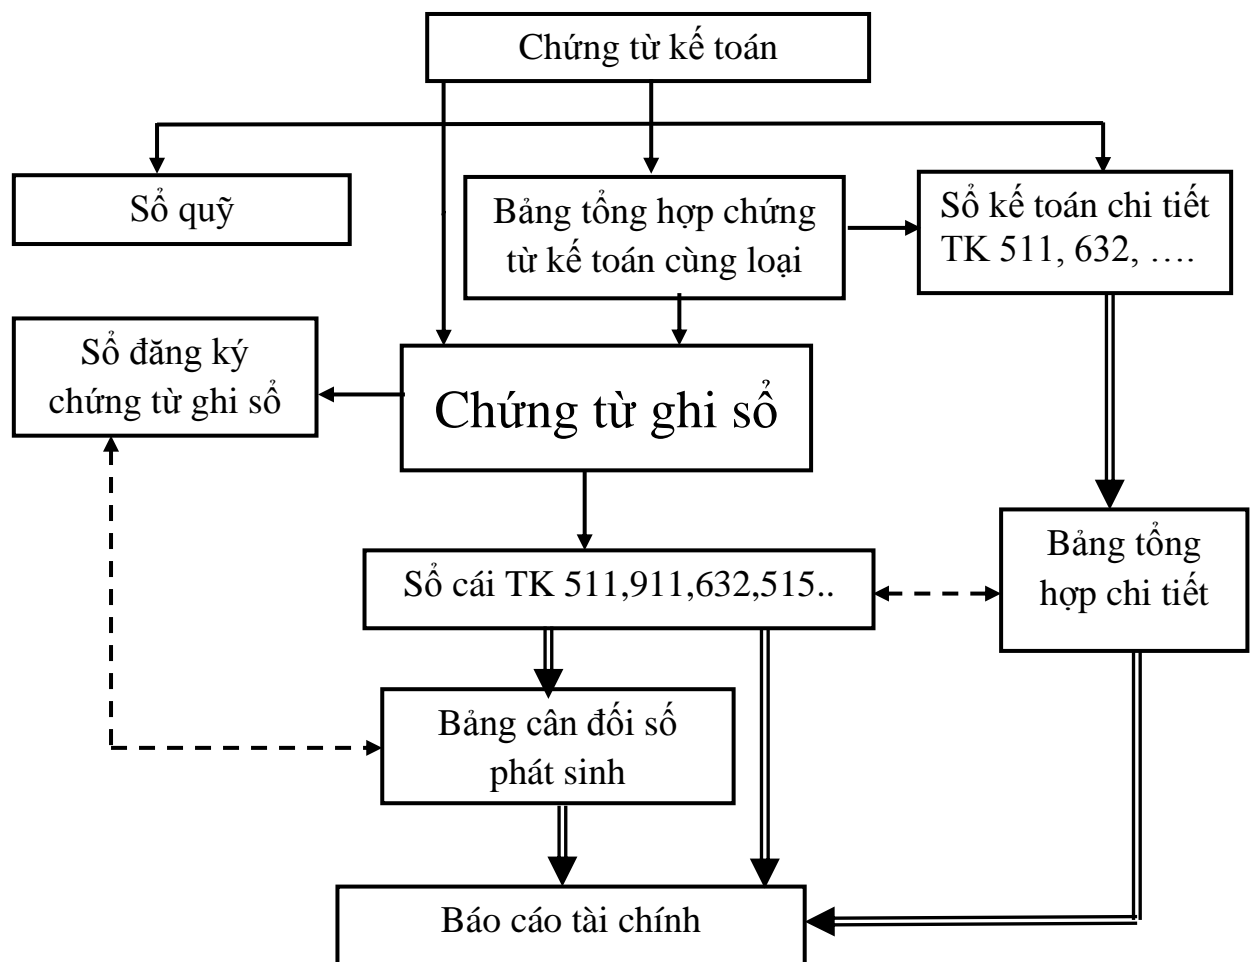 Chứng từ kế toán
Sổ quỹ
Bảng tổng hợp chứng
từ kế toán cùng loại
Sổ kế toán chi tiết
TK 511, 632, ….
Sổ đăng ký
chứng từ ghi sổ
Chứng từ ghi sổ
Sổ cái TK 511,911,632,515..
Bảng tổng
hợp chi tiết
Bảng cân đối số
phát sinh
Báo cáo tài chính